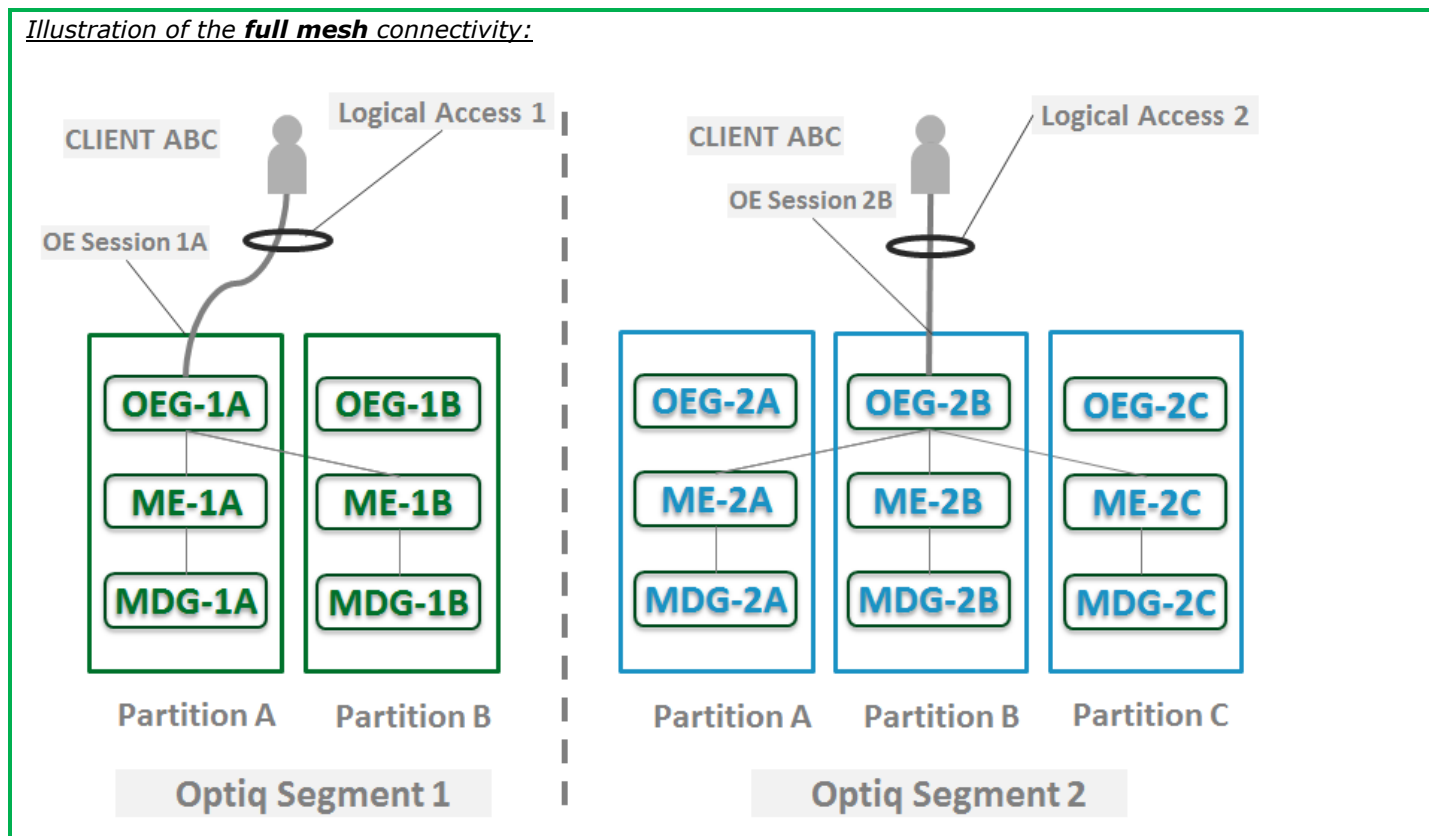 Illustration of the full mesh connectivity:
Logical Access 1
CLIENT ABC
OE Session 1A
OEG-1A
OEG-1B
ME-1A
ME-1B
MDG-1A
MDG-1B
Partition A
Partition B
Optiq Segment 1
Logical Access 2
CLIENT ABC
OE Session 2B
OEG-2A
OEG-2B
OEG-2C
ME-2A
ME-2B
ME-2C
MDG-2A
MDG-2B
MDG-2C
Partition A
Partition B
Partition C
Optiq Segment 2